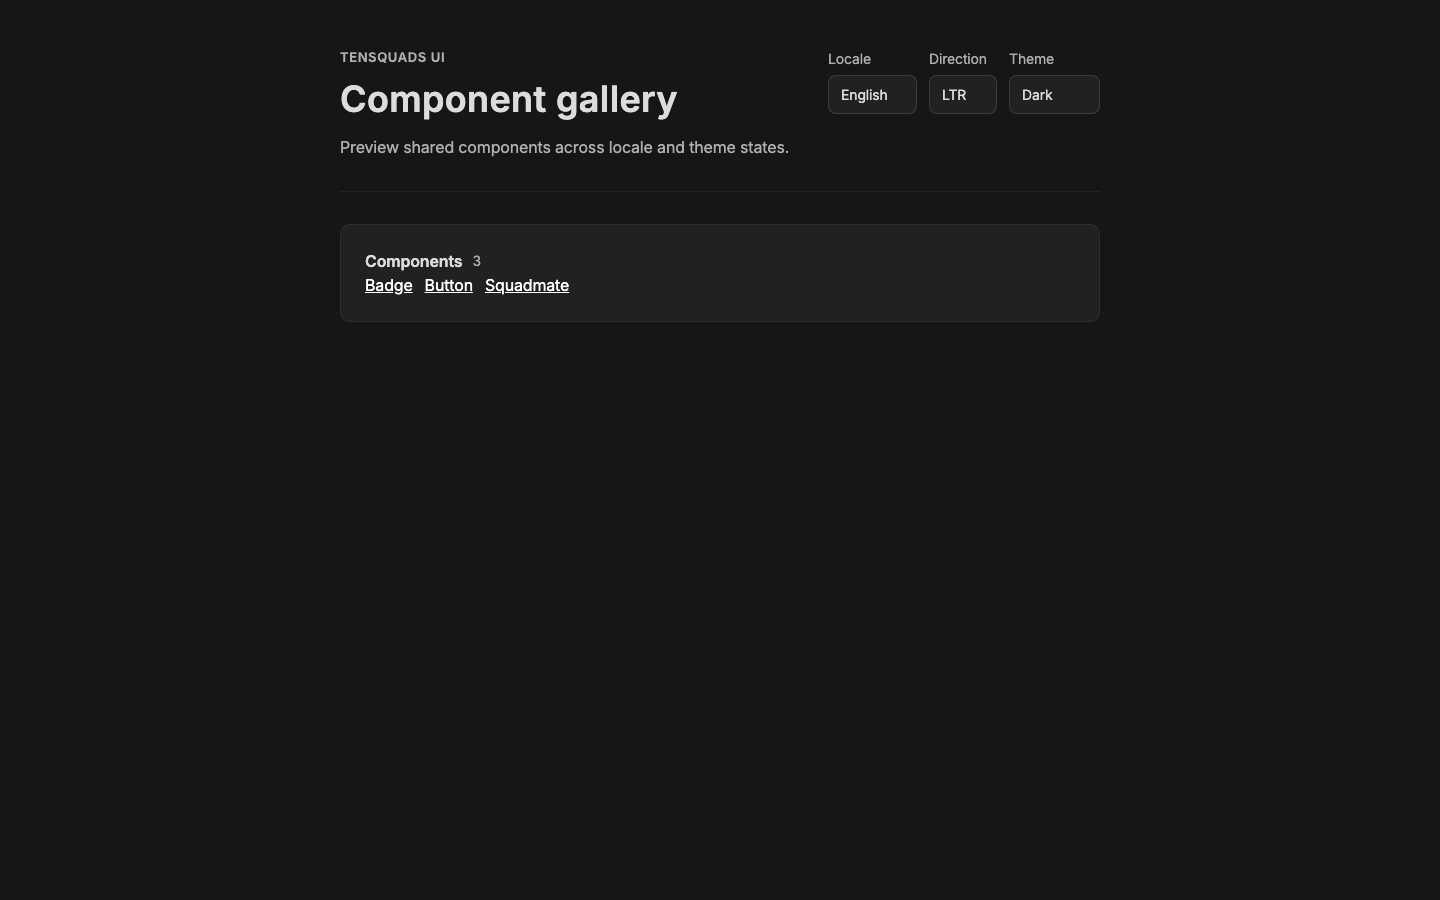 TENSQUADS UI
Component gallery
Preview shared components across locale and theme states.
Locale
English
Direction
LTR
Theme
Dark
Components 3
Badge Button Squadmate